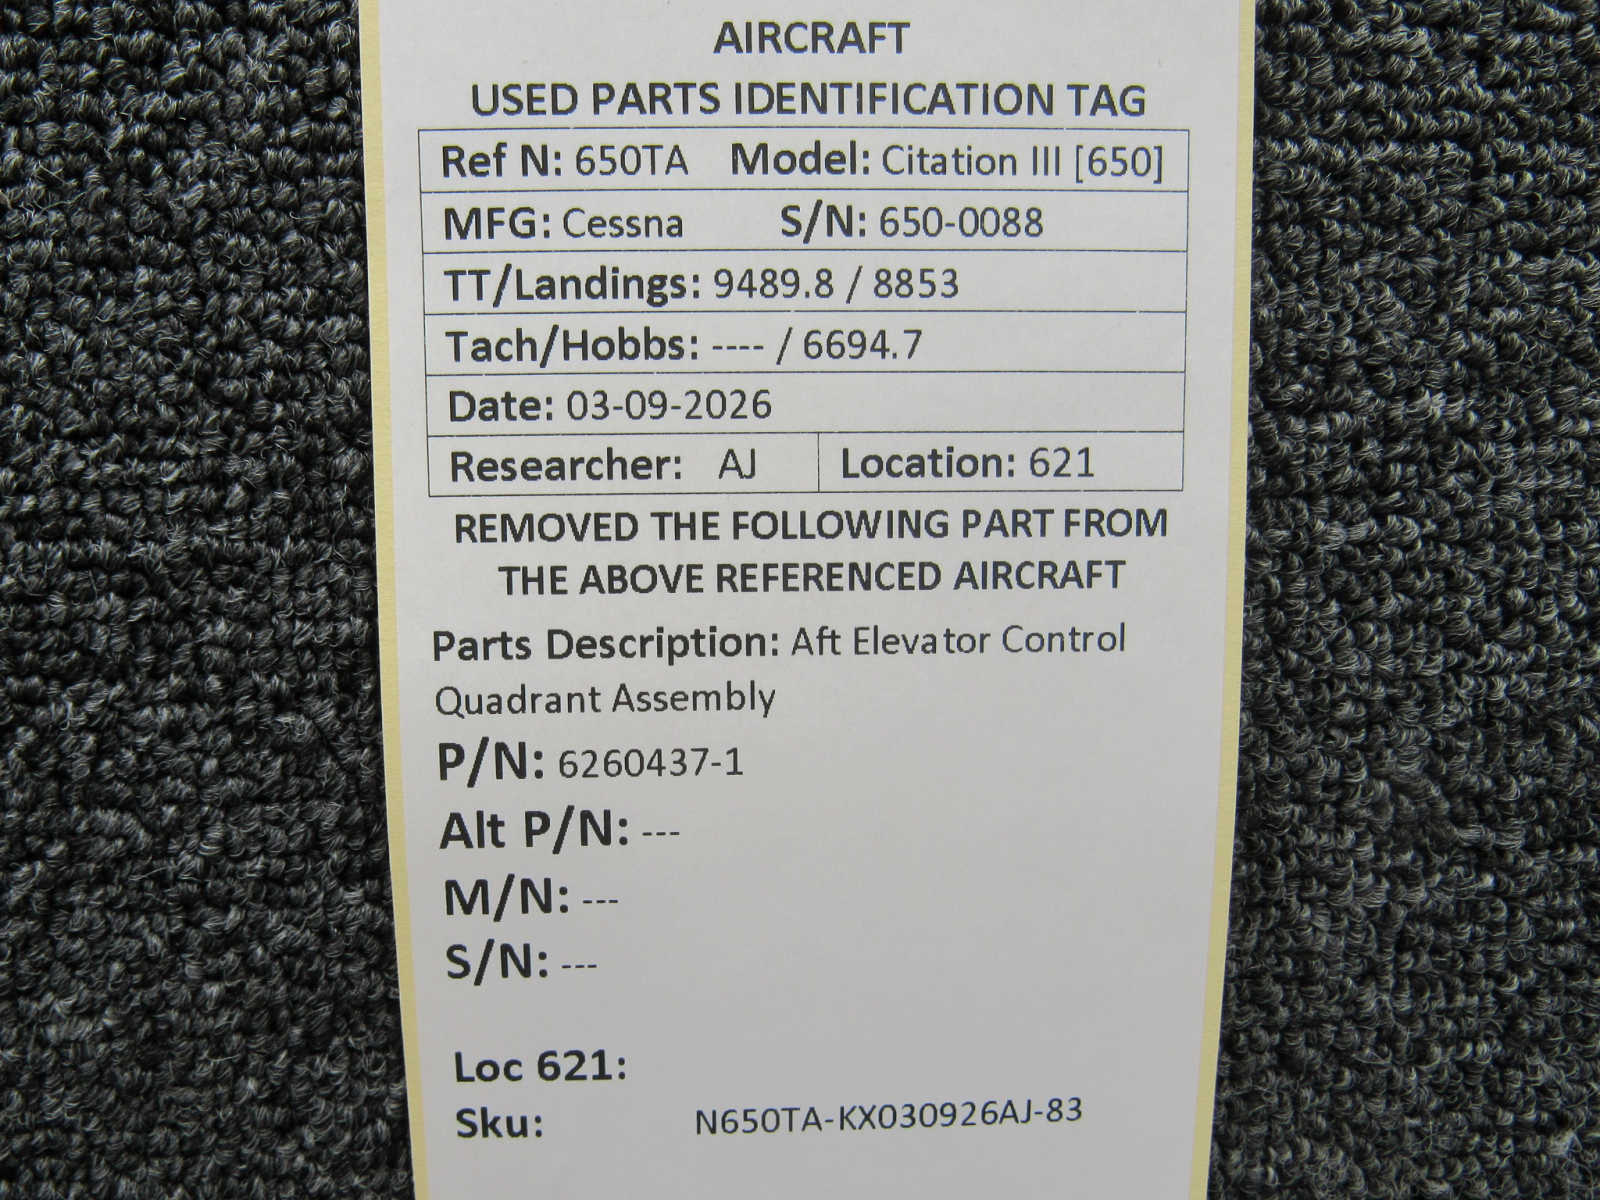 AIRCRAFT
USED PARTS IDENTIFICATION TAG
Ref N: 650TA Model: Citation III [650]
MFG: Cessna S/N: 650-0088
TT/Landings: 9489.8 / 8853
Tach/Hobbs: ---- / 6694.7
Date: 03-09-2026
Researcher: AJ Location: 621
REMOVED THE FOLLOWING PART FROM
THE ABOVE REFERENCED AIRCRAFT
Parts Description: Aft Elevator Control
Quadrant Assembly
P/N: 6260437-1
Alt P/N: ---
M/N: ---
S/N: ---
Loc 621:
Sku: N650TA-KX030926AJ-83